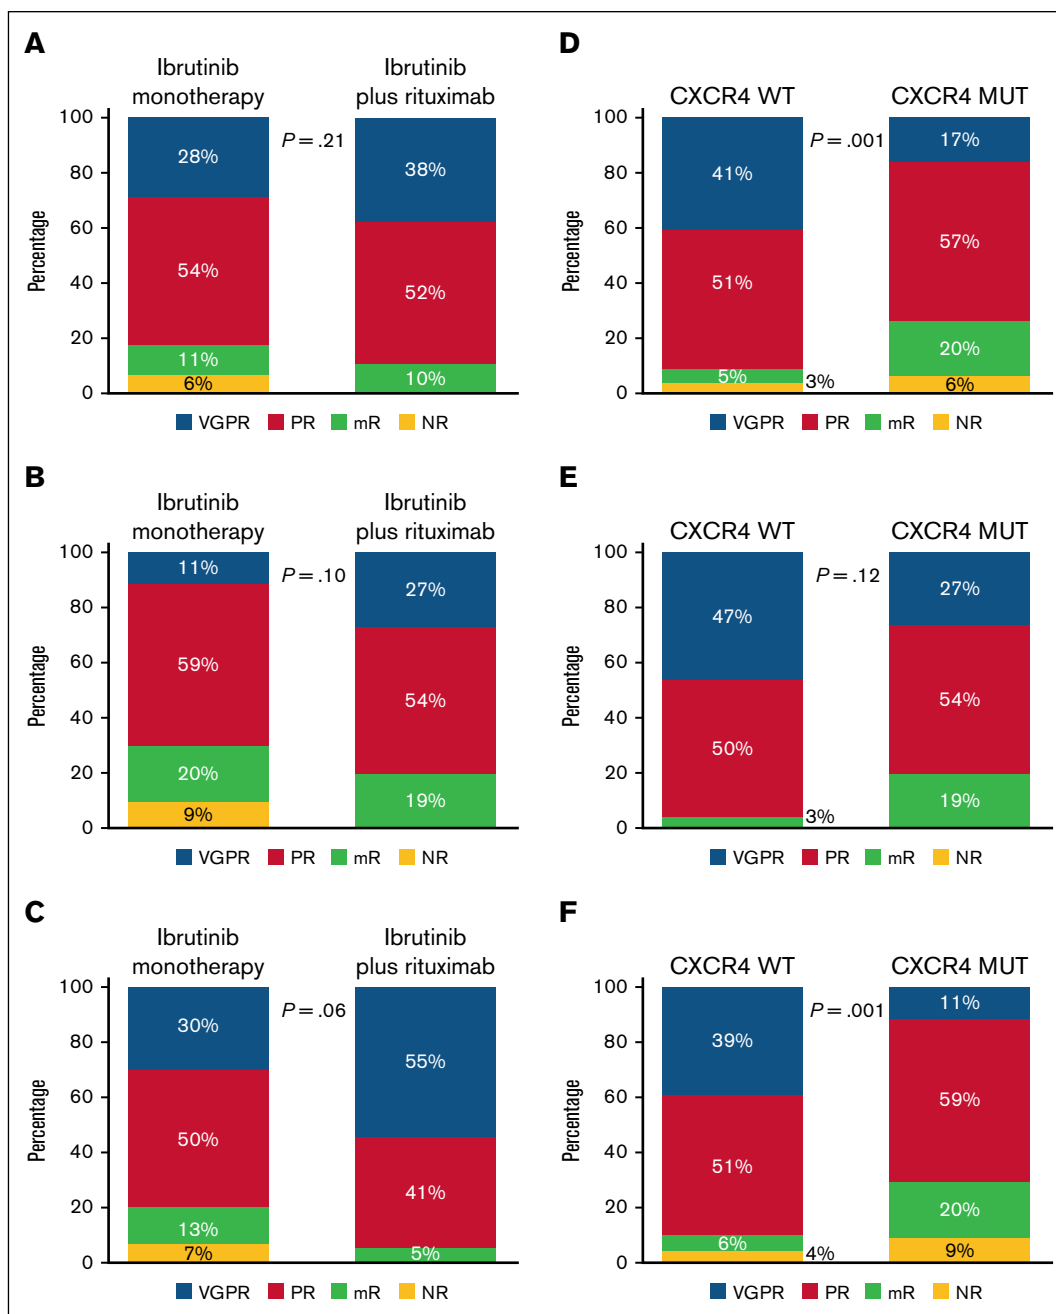 A
Ibrutinib
monotherapy
Ibrutinib
plus rituximab
Percentage
100
80
60
40
20
0
P = .21
28%
54%
11%
6%
38%
52%
10%
VGPR PR mR NR
B
Ibrutinib
monotherapy
Ibrutinib
plus rituximab
Percentage
100
80
60
40
20
0
P = .10
11%
59%
20%
9%
27%
54%
19%
VGPR PR mR NR
C
Ibrutinib
monotherapy
Ibrutinib
plus rituximab
Percentage
100
80
60
40
20
0
P = .06
30%
50%
13%
7%
55%
41%
5%
VGPR PR mR NR
D
CXCR4 WT
CXCR4 MUT
Percentage
100
80
60
40
20
0
P = .001
41%
51%
5%
3%
17%
57%
20%
6%
VGPR PR mR NR
E
CXCR4 WT
CXCR4 MUT
Percentage
100
80
60
40
20
0
P = .12
47%
50%
3%
27%
54%
19%
VGPR PR mR NR
F
CXCR4 WT
CXCR4 MUT
Percentage
100
80
60
40
20
0
P = .001
39%
51%
6%
4%
11%
59%
20%
9%
VGPR PR mR NR